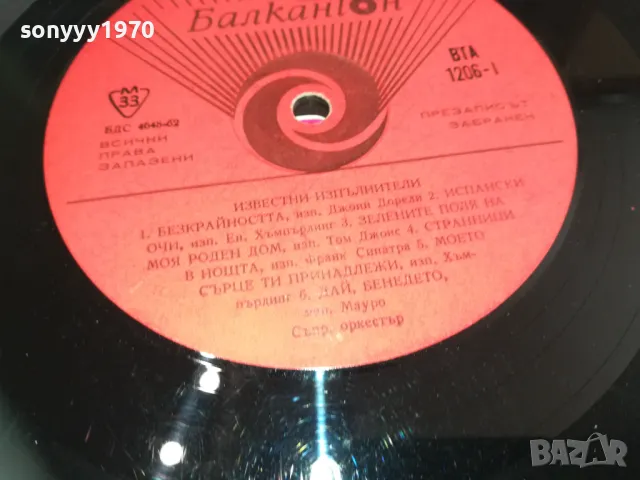 sonyyy1970
Балкантон
ВТА
1206-I
М
33
БДС 4048-62
ВСИЧКИ
ПРАВА
ЗАПАЗЕНИ
ПРЕЗАПИСЪТ
ЗАБРАНЕН
ИЗВЕСТНИ ИЗПЪЛНИТЕЛИ
1. БЕЗКРАЙНОСТТА, изп. Джони Дорели 2. ИСПАНСКИ
ОЧИ, изп. Ен. Хъмпърдинг 3. ЗЕЛЕНИТЕ ПОЛЯ НА
МОЯ РОДЕН ДОМ, изп. Том Джонс 4. СТРАННИЦИ
В НОЩТА, изп. Франк Синатра 5. МОЕТО
СЪРЦЕ ТИ ПРИНАДЛЕЖИ, изп. Хъм-
пърдинг 6. ДАЙ, БЕНЕДЕТО,
изп. Мауро
Съпр. оркестър
BAZAR
bazar.bg